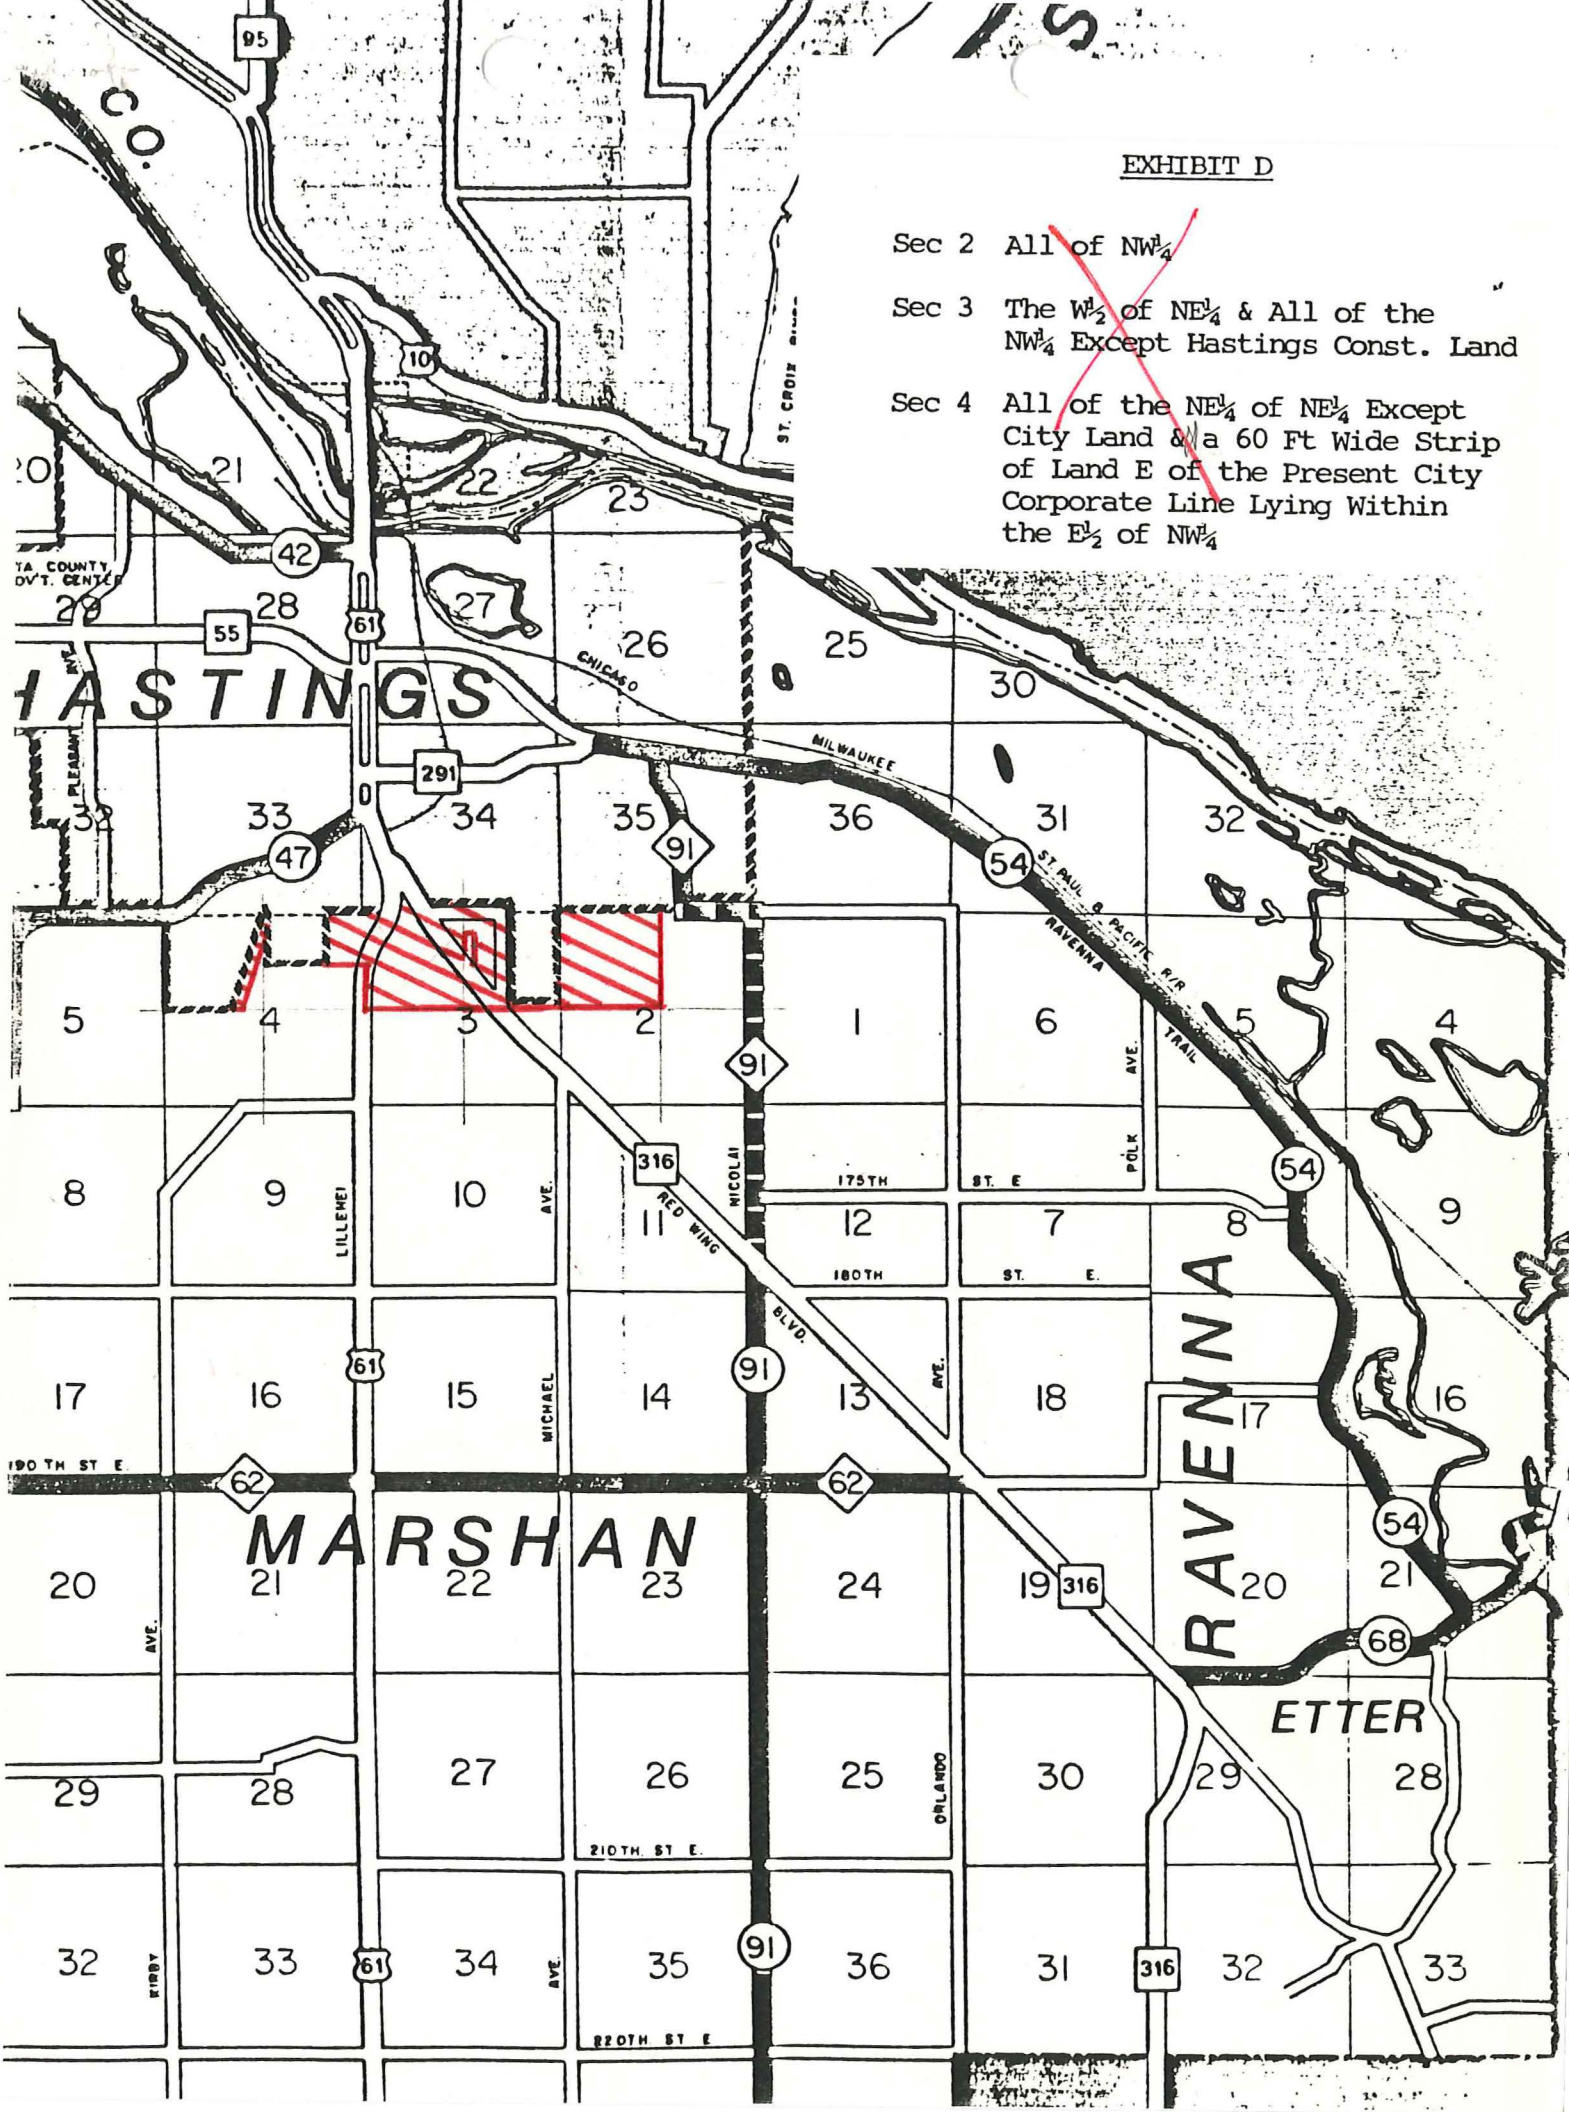 S
95
CO.
EXHIBIT D
Sec 2 All of NW¼
Sec 3 The W½ of NE¼ & All of the
NW¼ Except Hastings Const. Land
Sec 4 All of the NE¼ of NE¼ Except
City Land & a 60 Ft Wide Strip
of Land E of the Present City
Corporate Line Lying Within
the E½ of NW¼
10
ST. CROIX
20
21
22
23
42
TA COUNTY
OV'T. CENTER
29
28
27
55
61
26
25
30
CHICAGO
HASTINGS
AVE.
PLEASANT
MILWAUKEE
291
32
33
34
35
36
31
32
91
47
54
ST. PAUL & PACIFIC R/R
RAVENNA
TRAIL
5
4
3
2
1
6
5
4
91
AVE.
POLK
316
NICOLAI
175TH ST. E
54
8
9
10
11
12
7
8
9
LILLEHEI
AVE.
RED WING
180TH ST. E.
BLVD.
RAVENNA
61
91
AVE.
17
16
15
14
13
18
17
16
MICHAEL
190 TH ST E.
62
62
54
MARSHAN
20
21
22
23
24
19
316
20
21
AVE.
68
ETTER
29
28
27
26
25
30
29
28
ORLANDO
210TH. ST E.
32
33
34
35
36
31
32
33
KIRBY
61
AVE.
91
316
220TH. ST E